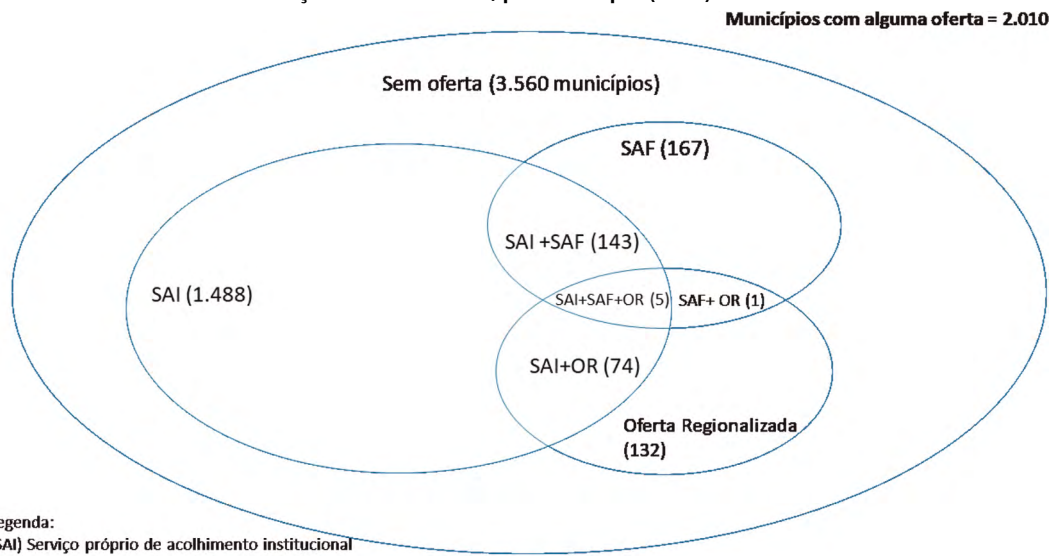 Municípios com alguma oferta = 2.010
Sem oferta (3.560 municípios)
SAF (167)
SAI +SAF (143)
SAI (1.488)
SAI+SAF+OR (5)
SAF+ OR (1)
SAI+OR (74)
Oferta Regionalizada
(132)
egenda:
SAI) Serviço próprio de acolhimento institucional